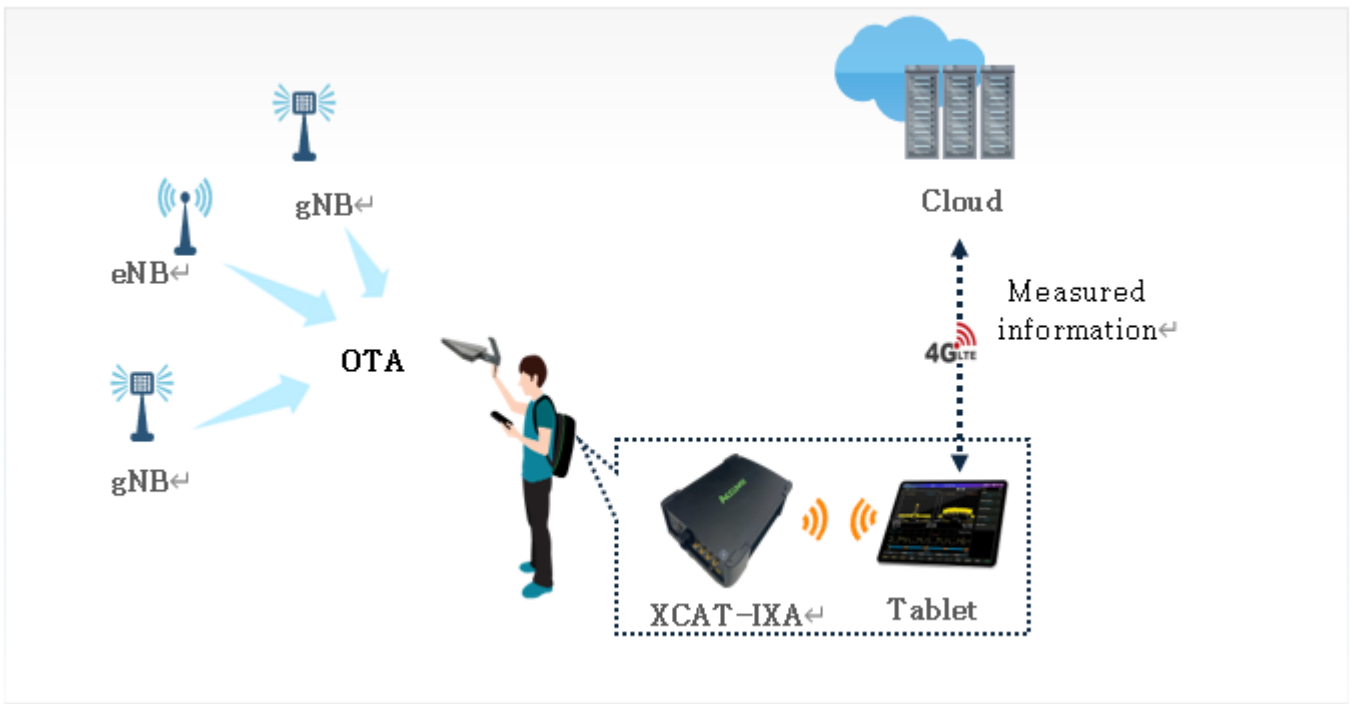 gNB↵
Cloud
eNB↵
Measured
information↵
OTA
4G LTE
gNB↵
XCAT-IXA↵
Tablet